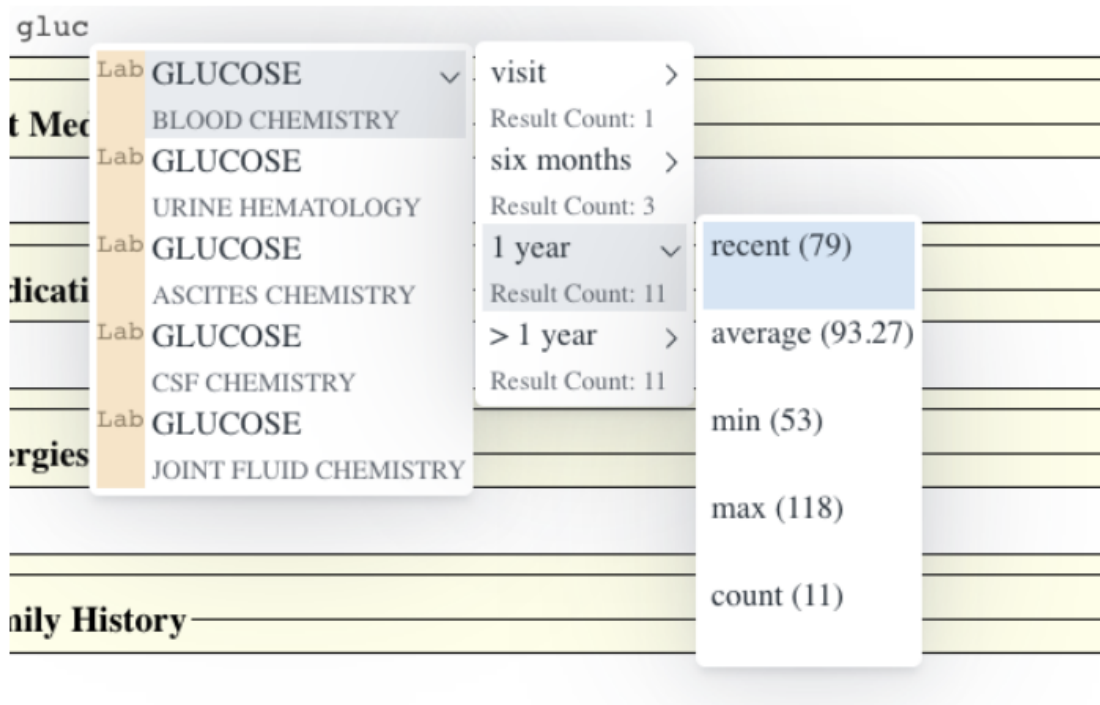 gluc
Lab GLUCOSE
BLOOD CHEMISTRY
Lab GLUCOSE
URINE HEMATOLOGY
Lab GLUCOSE
ASCITES CHEMISTRY
Lab GLUCOSE
CSF CHEMISTRY
Lab GLUCOSE
JOINT FLUID CHEMISTRY
visit
Result Count: 1
six months
Result Count: 3
1 year
Result Count: 11
> 1 year
Result Count: 11
recent (79)
average (93.27)
min (53)
max (118)
count (11)
t Med
dicati
ergies
mily History